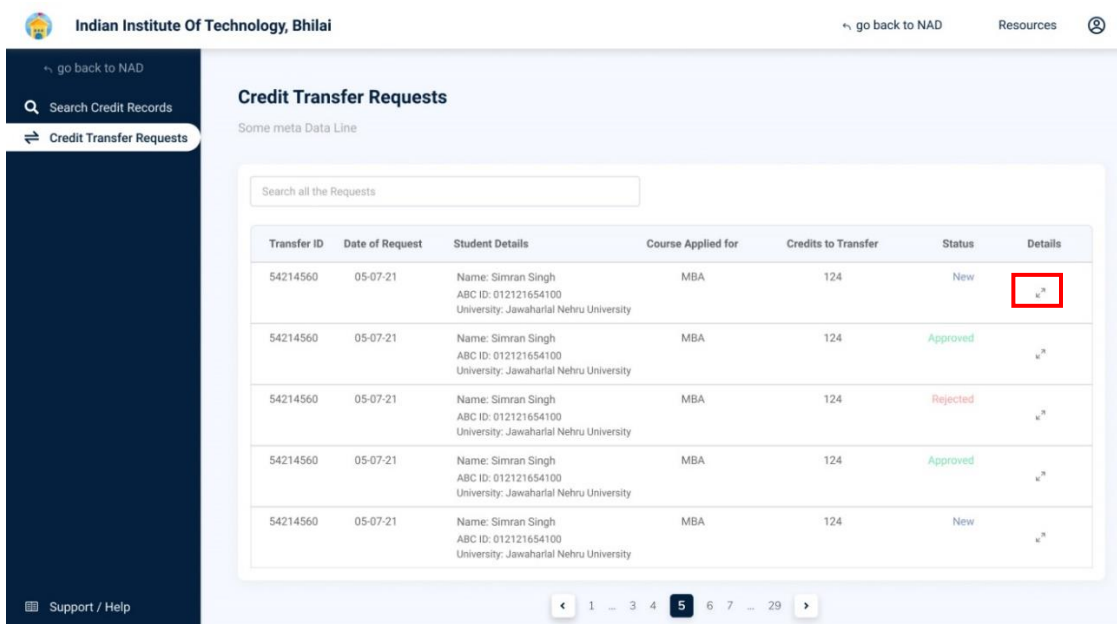 Indian Institute Of Technology, Bhilai
go back to NAD
Resources
go back to NAD
Search Credit Records
Credit Transfer Requests
Support / Help
Credit Transfer Requests
Some meta Data Line
Search all the Requests
Transfer ID Date of Request Student Details Course Applied for Credits to Transfer Status Details
54214560 05-07-21 Name: Simran Singh MBA 124 New
ABC ID: 012121654100
University: Jawaharlal Nehru University
54214560 05-07-21 Name: Simran Singh MBA 124 Approved
ABC ID: 012121654100
University: Jawaharlal Nehru University
54214560 05-07-21 Name: Simran Singh MBA 124 Rejected
ABC ID: 012121654100
University: Jawaharlal Nehru University
54214560 05-07-21 Name: Simran Singh MBA 124 Approved
ABC ID: 012121654100
University: Jawaharlal Nehru University
54214560 05-07-21 Name: Simran Singh MBA 124 New
ABC ID: 012121654100
University: Jawaharlal Nehru University
1 ... 3 4 5 6 7 ... 29